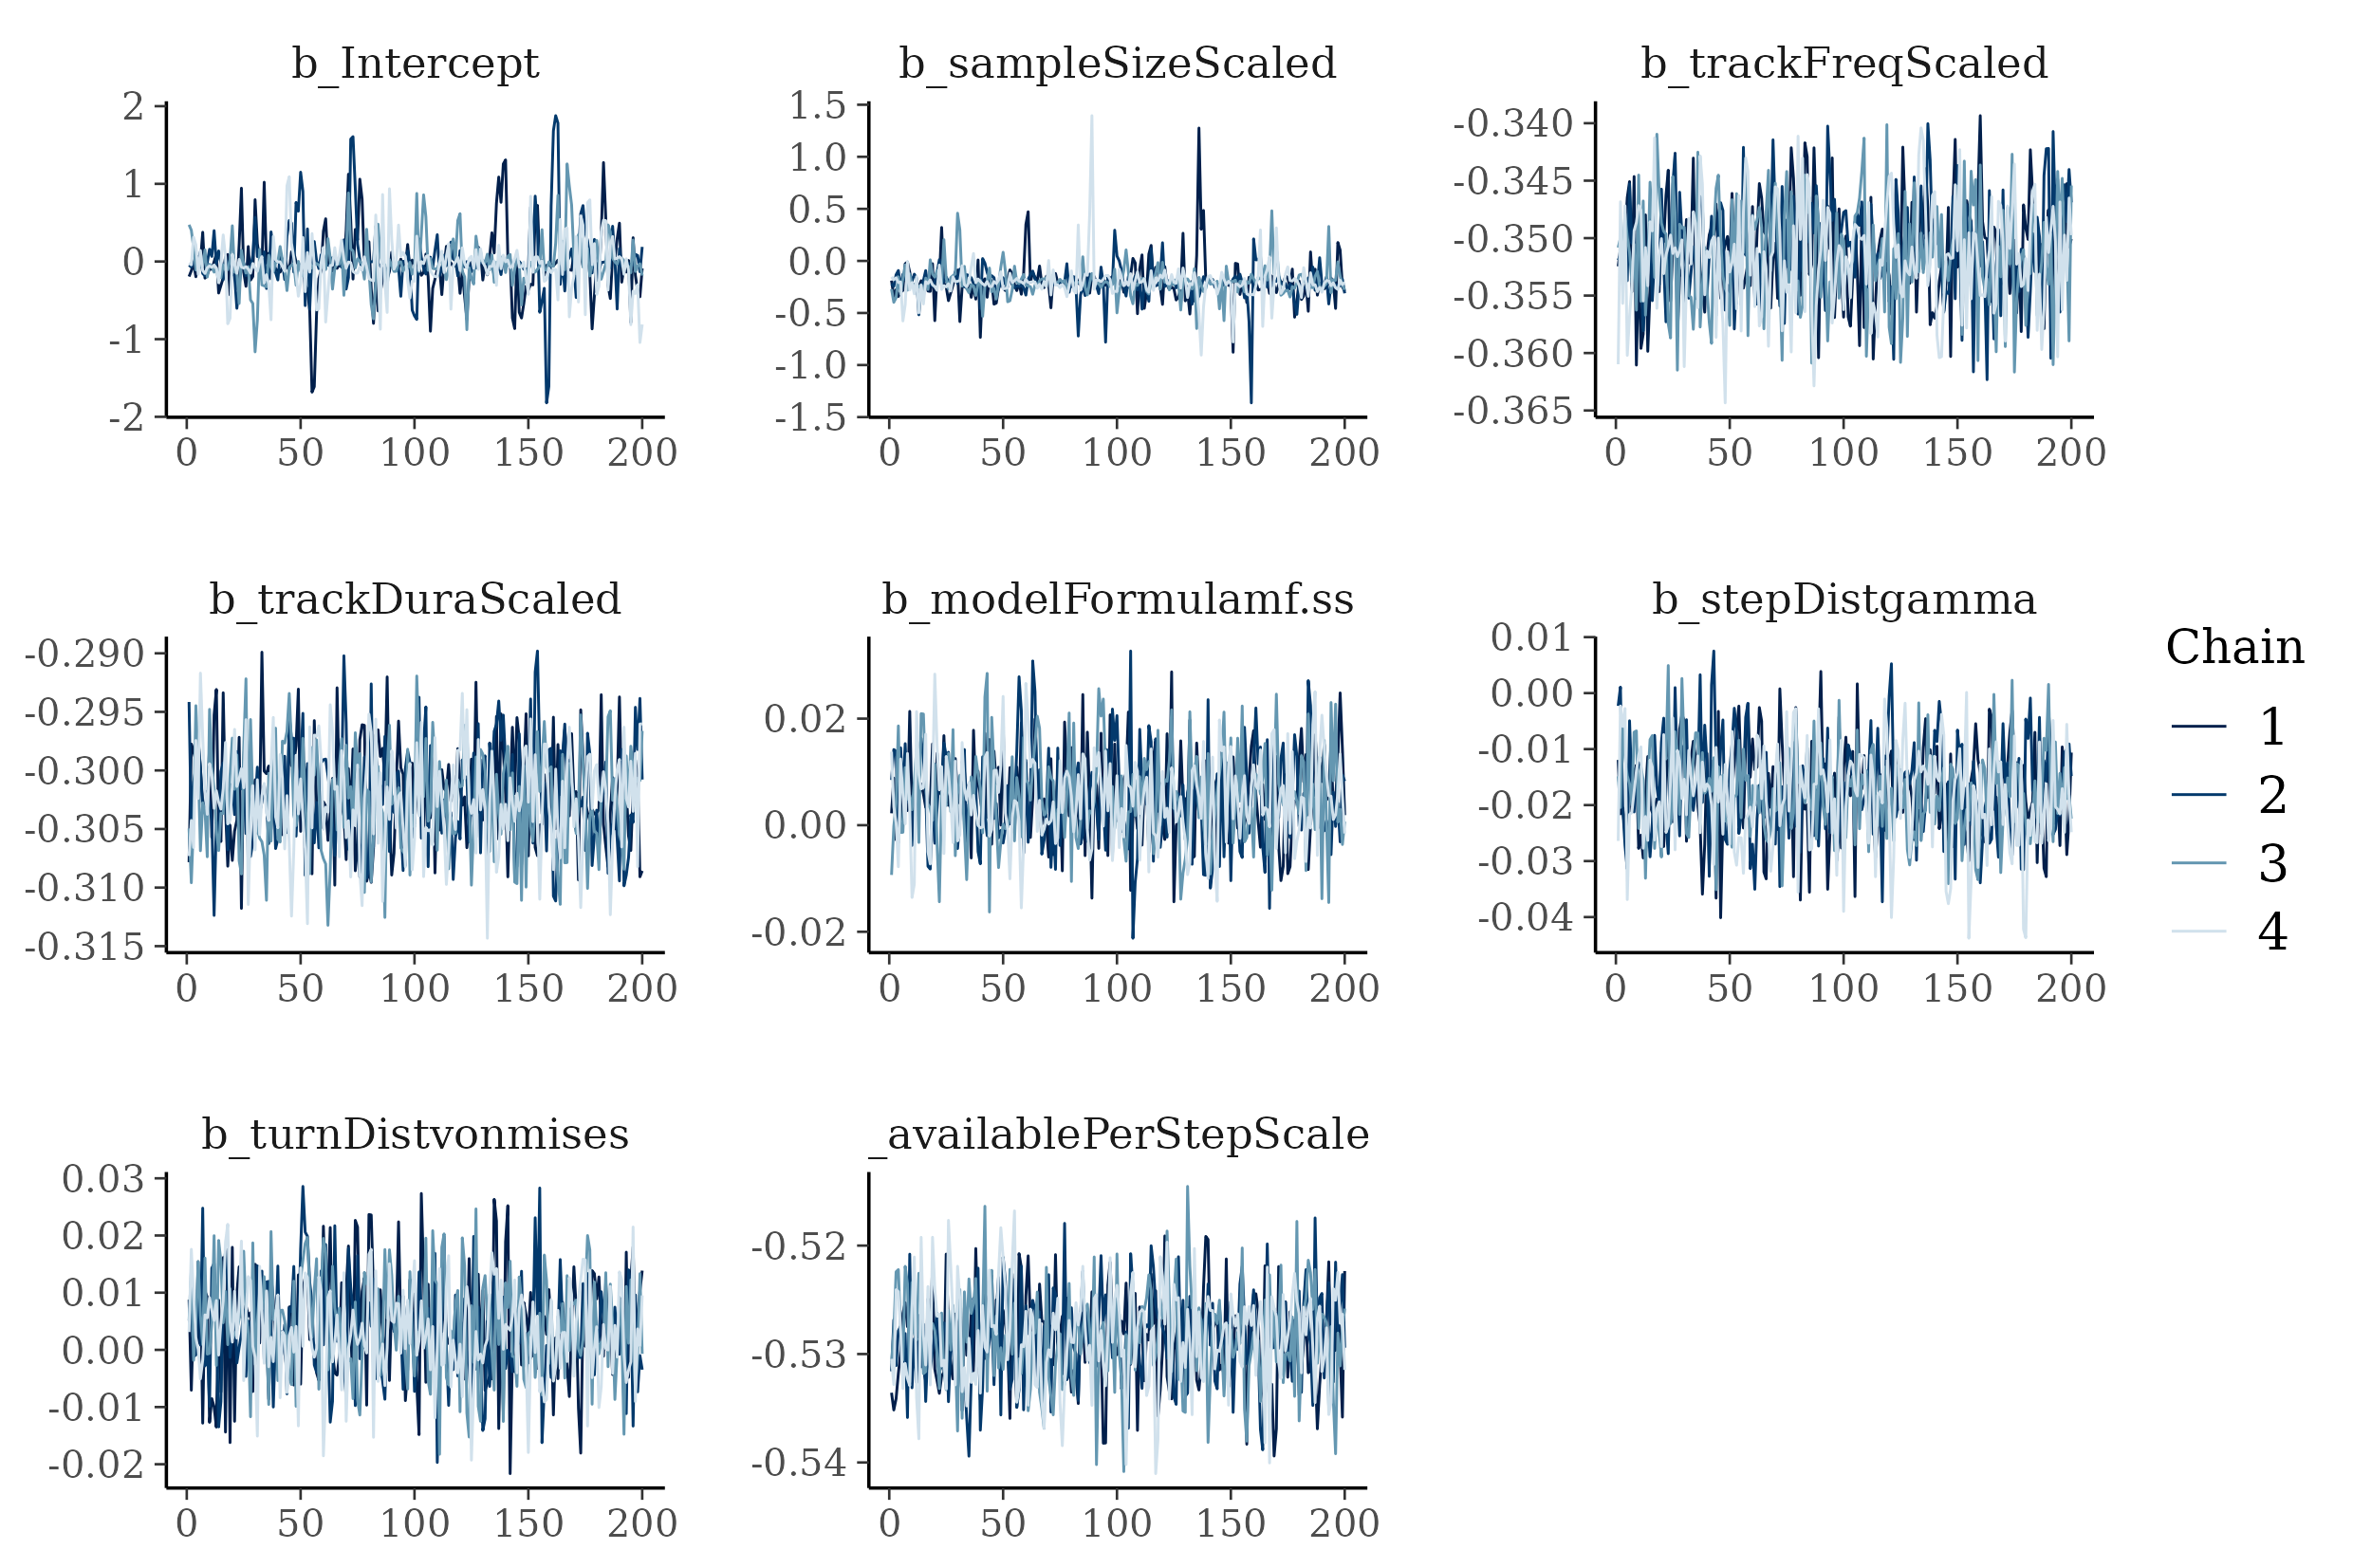 b_Intercept
b_sampleSizeScaled
b_trackFreqScaled
2
1
0
-1
-2
0 50 100 150 200
1.5
1.0
0.5
0.0
-0.5
-1.0
-1.5
0 50 100 150 200
-0.340
-0.345
-0.350
-0.355
-0.360
-0.365
0 50 100 150 200
b_trackDuraScaled
b_modelFormulamf.ss
b_stepDistgamma
-0.290
-0.295
-0.300
-0.305
-0.310
-0.315
0 50 100 150 200
0.02
0.00
-0.02
0 50 100 150 200
0.01
0.00
-0.01
-0.02
-0.03
-0.04
0 50 100 150 200
Chain
1
2
3
4
b_turnDistvonmises
_availablePerStepScale
0.03
0.02
0.01
0.00
-0.01
-0.02
0 50 100 150 200
-0.52
-0.53
-0.54
0 50 100 150 200